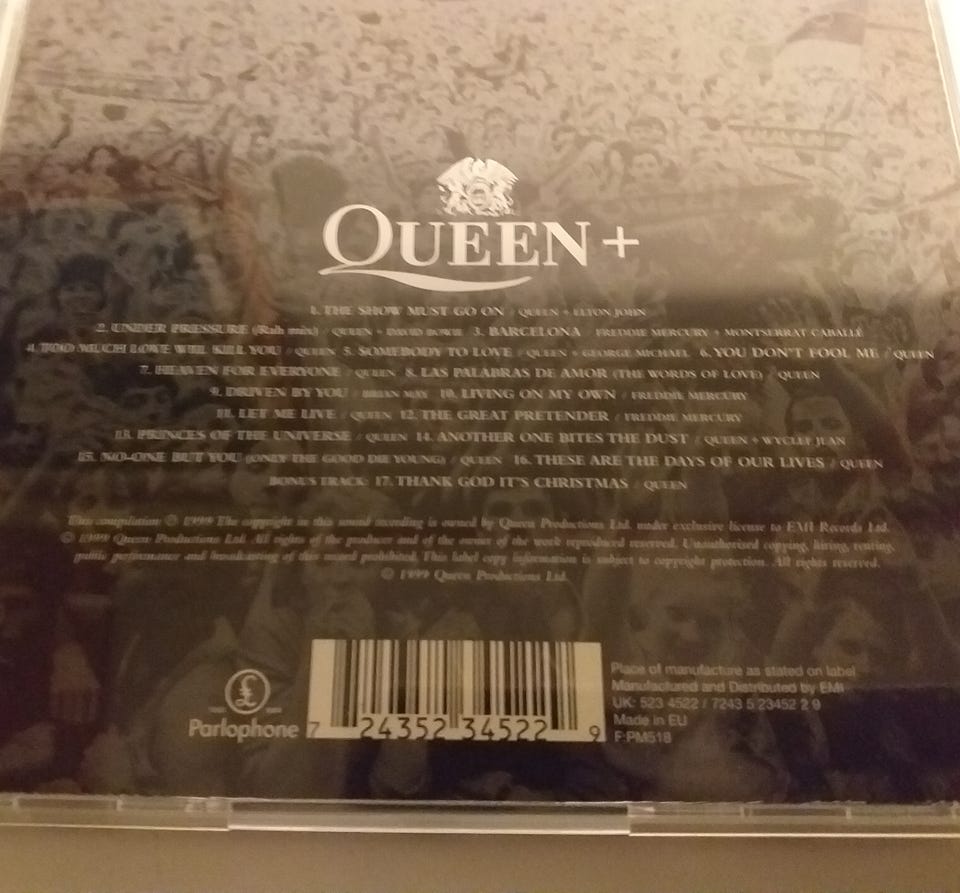 QUEEN +
1. THE SHOW MUST GO ON / QUEEN + ELTON JOHN
2. UNDER PRESSURE (Rah mix) / QUEEN + DAVID BOWIE 3. BARCELONA / FREDDIE MERCURY + MONTSERRAT CABALLÉ
4. TOO MUCH LOVE WILL KILL YOU / QUEEN 5. SOMEBODY TO LOVE / QUEEN + GEORGE MICHAEL 6. YOU DON'T FOOL ME / QUEEN
7. HEAVEN FOR EVERYONE / QUEEN 8. LAS PALABRAS DE AMOR (THE WORDS OF LOVE) / QUEEN
9. DRIVEN BY YOU / BRIAN MAY 10. LIVING ON MY OWN / FREDDIE MERCURY
11. LET ME LIVE / QUEEN 12. THE GREAT PRETENDER / FREDDIE MERCURY
13. PRINCES OF THE UNIVERSE / QUEEN 14. ANOTHER ONE BITES THE DUST / QUEEN + WYCLEF JEAN
15. NO-ONE BUT YOU (ONLY THE GOOD DIE YOUNG) / QUEEN 16. THESE ARE THE DAYS OF OUR LIVES / QUEEN
BONUS TRACK: 17. THANK GOD IT'S CHRISTMAS / QUEEN
This compilation ℗ 1999 The copyright in this sound recording is owned by Queen Productions Ltd. under exclusive license to EMI Records Ltd.
© 1999 Queen Productions Ltd. All rights of the producer and of the owner of the work reproduced reserved. Unauthorised copying, hiring, renting,
public performance and broadcasting of this record prohibited. This label copy information is subject to copyright protection. All rights reserved.
© 1999 Queen Productions Ltd.
£
Parlophone
7 24352 34522 9
Place of manufacture as stated on label
Manufactured and Distributed by EMI
UK: 523 4522 / 7243 5 23452 2 9
Made in EU
F:PM518